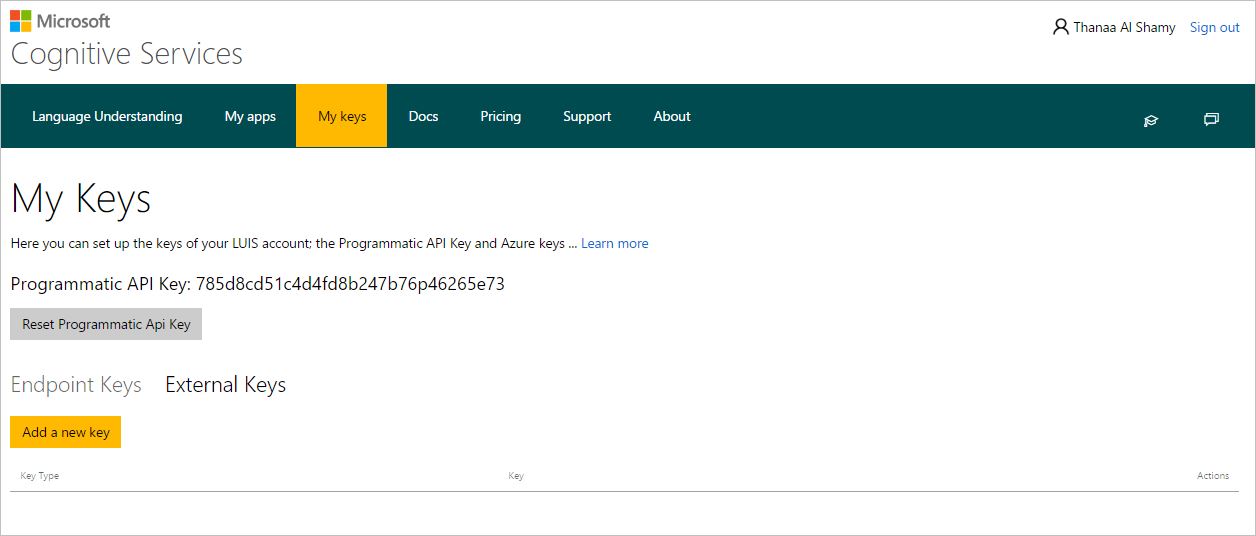 Microsoft
Cognitive Services
Thanaa Al Shamy Sign out
Language Understanding My apps My keys Docs Pricing Support About
My Keys
Here you can set up the keys of your LUIS account; the Programmatic API Key and Azure keys ... Learn more
Programmatic API Key: 785d8cd51c4d4fd8b247b76p46265e73
Reset Programmatic Api Key
Endpoint Keys External Keys
Add a new key
Key Type Key Actions